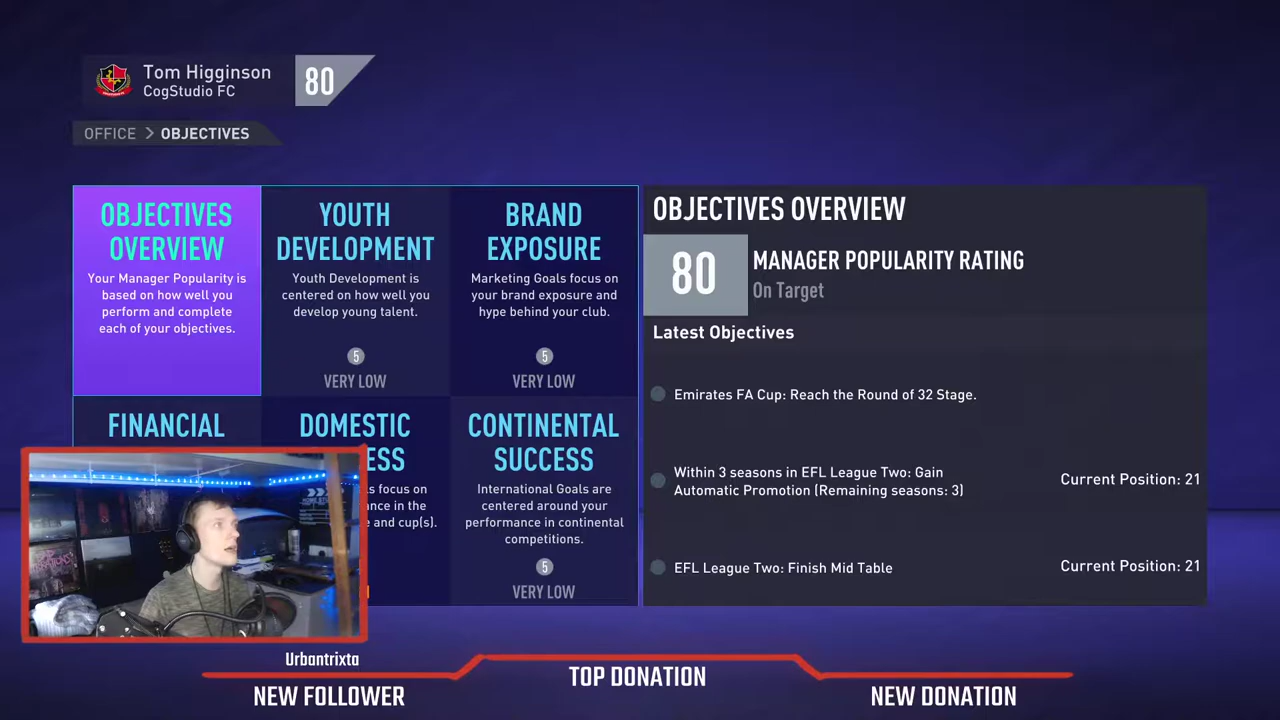 Tom Higginson
CogStudio FC
80
OFFICE > OBJECTIVES
OBJECTIVES
OVERVIEW
Your Manager Popularity is
based on how well you
perform and complete
each of your objectives.
YOUTH
DEVELOPMENT
Youth Development is
centered on how well you
develop young talent.
5
VERY LOW
BRAND
EXPOSURE
Marketing Goals focus on
your brand exposure and
hype behind your club.
5
VERY LOW
FINANCIAL
DOMESTIC
ESS
focus on
ance in the
e and cup(s).
CONTINENTAL
SUCCESS
International Goals are
centered around your
performance in continental
competitions.
5
VERY LOW
OBJECTIVES OVERVIEW
80
MANAGER POPULARITY RATING
On Target
Latest Objectives
Emirates FA Cup: Reach the Round of 32 Stage.
Within 3 seasons in EFL League Two: Gain
Automatic Promotion (Remaining seasons: 3)
Current Position: 21
EFL League Two: Finish Mid Table
Current Position: 21
Urbantrixta
NEW FOLLOWER
TOP DONATION
NEW DONATION